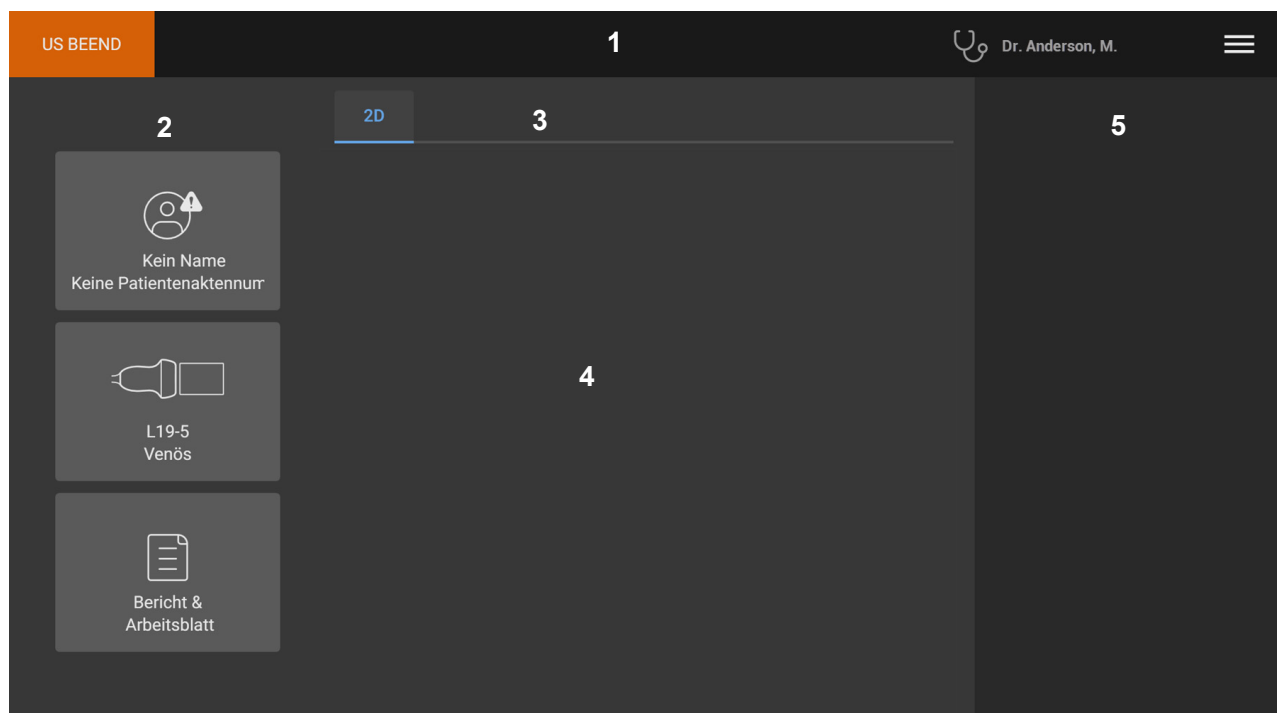 US BEEND
1
Dr. Anderson, M.
2
2D
3
5
Kein Name
Keine Patientenaktennum
4
L19-5
Venös
Bericht &
Arbeitsblatt